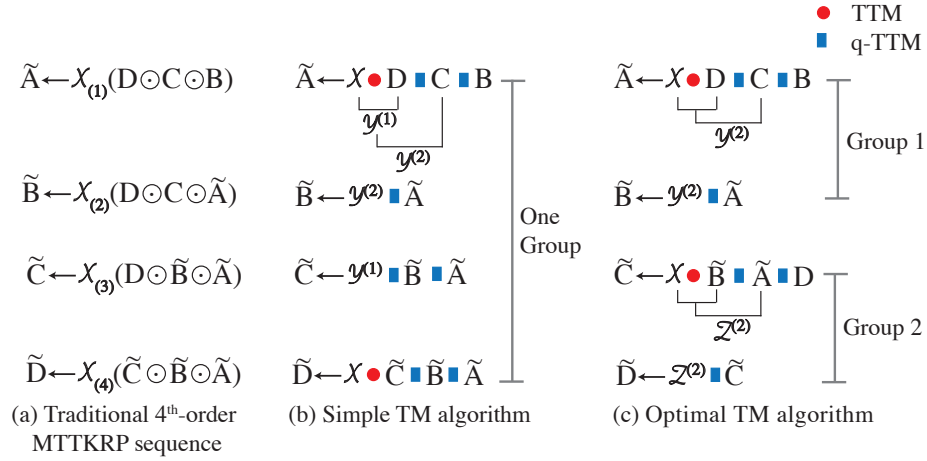 ● TTM
■ q-TTM
Ã ← X₍₁₎(D⊙C⊙B)
B̃ ← X₍₂₎(D⊙C⊙Ã)
C̃ ← X₍₃₎(D⊙B̃⊙Ã)
D̃ ← X₍₄₎(C̃⊙B̃⊙Ã)
(a) Traditional 4ᵗʰ-order
MTTKRP sequence
Ã ← X ● D ■ C ■ B
Y⁽¹⁾
Y⁽²⁾
B̃ ← Y⁽²⁾ ■ Ã
C̃ ← Y⁽¹⁾ ■ B̃ ■ Ã
D̃ ← X ● C̃ ■ B̃ ■ Ã
One
Group
(b) Simple TM algorithm
Ã ← X ● D ■ C ■ B
Y⁽²⁾
B̃ ← Y⁽²⁾ ■ Ã
Group 1
C̃ ← X ● B̃ ■ Ã ■ D
Z⁽²⁾
D̃ ← Z⁽²⁾ ■ C̃
Group 2
(c) Optimal TM algorithm